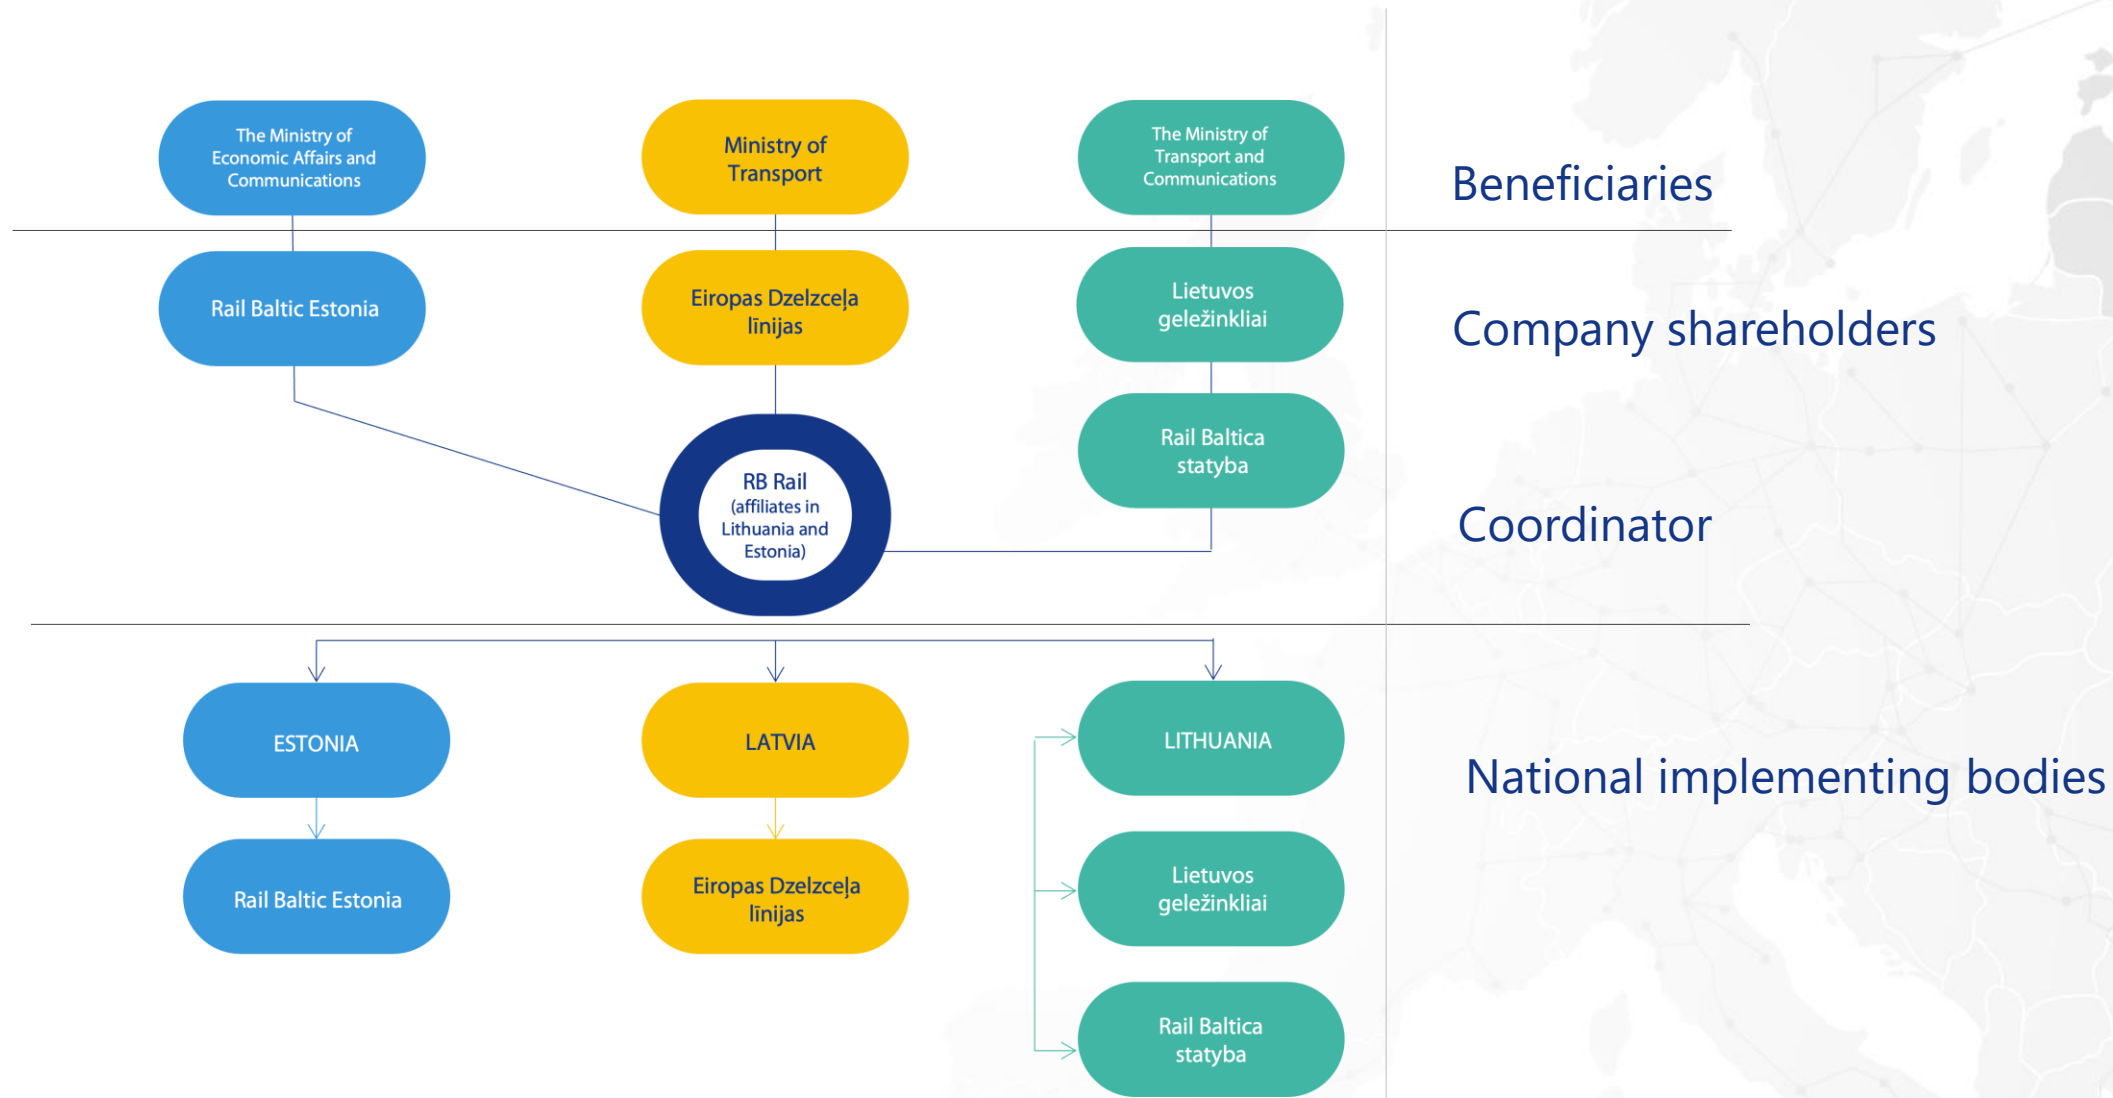 The Ministry of
Economic Affairs and
Communications
Ministry of
Transport
The Ministry of
Transport and
Communications
Beneficiaries
Rail Baltic Estonia
Eiropas Dzelzceļa
līnijas
Lietuvos
geležinkliai
Company shareholders
Rail Baltica
statyba
RB Rail
(affiliates in
Lithuania and
Estonia)
Coordinator
ESTONIA
LATVIA
LITHUANIA
National implementing bodies
Rail Baltic Estonia
Eiropas Dzelzceļa
līnijas
Lietuvos
geležinkliai
Rail Baltica
statyba